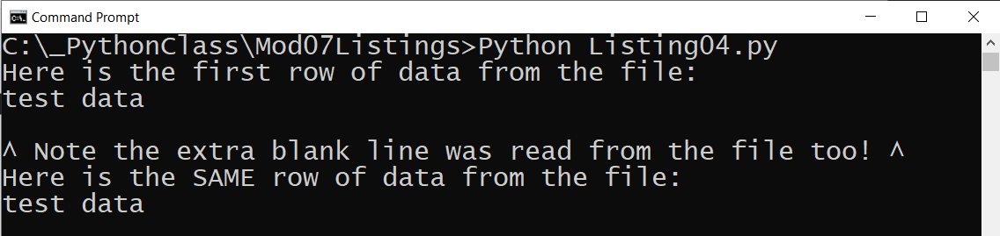 Command Prompt
C:\_PythonClass\Mod07Listings>Python Listing04.py
Here is the first row of data from the file:
test data
^ Note the extra blank line was read from the file too! ^
Here is the SAME row of data from the file:
test data